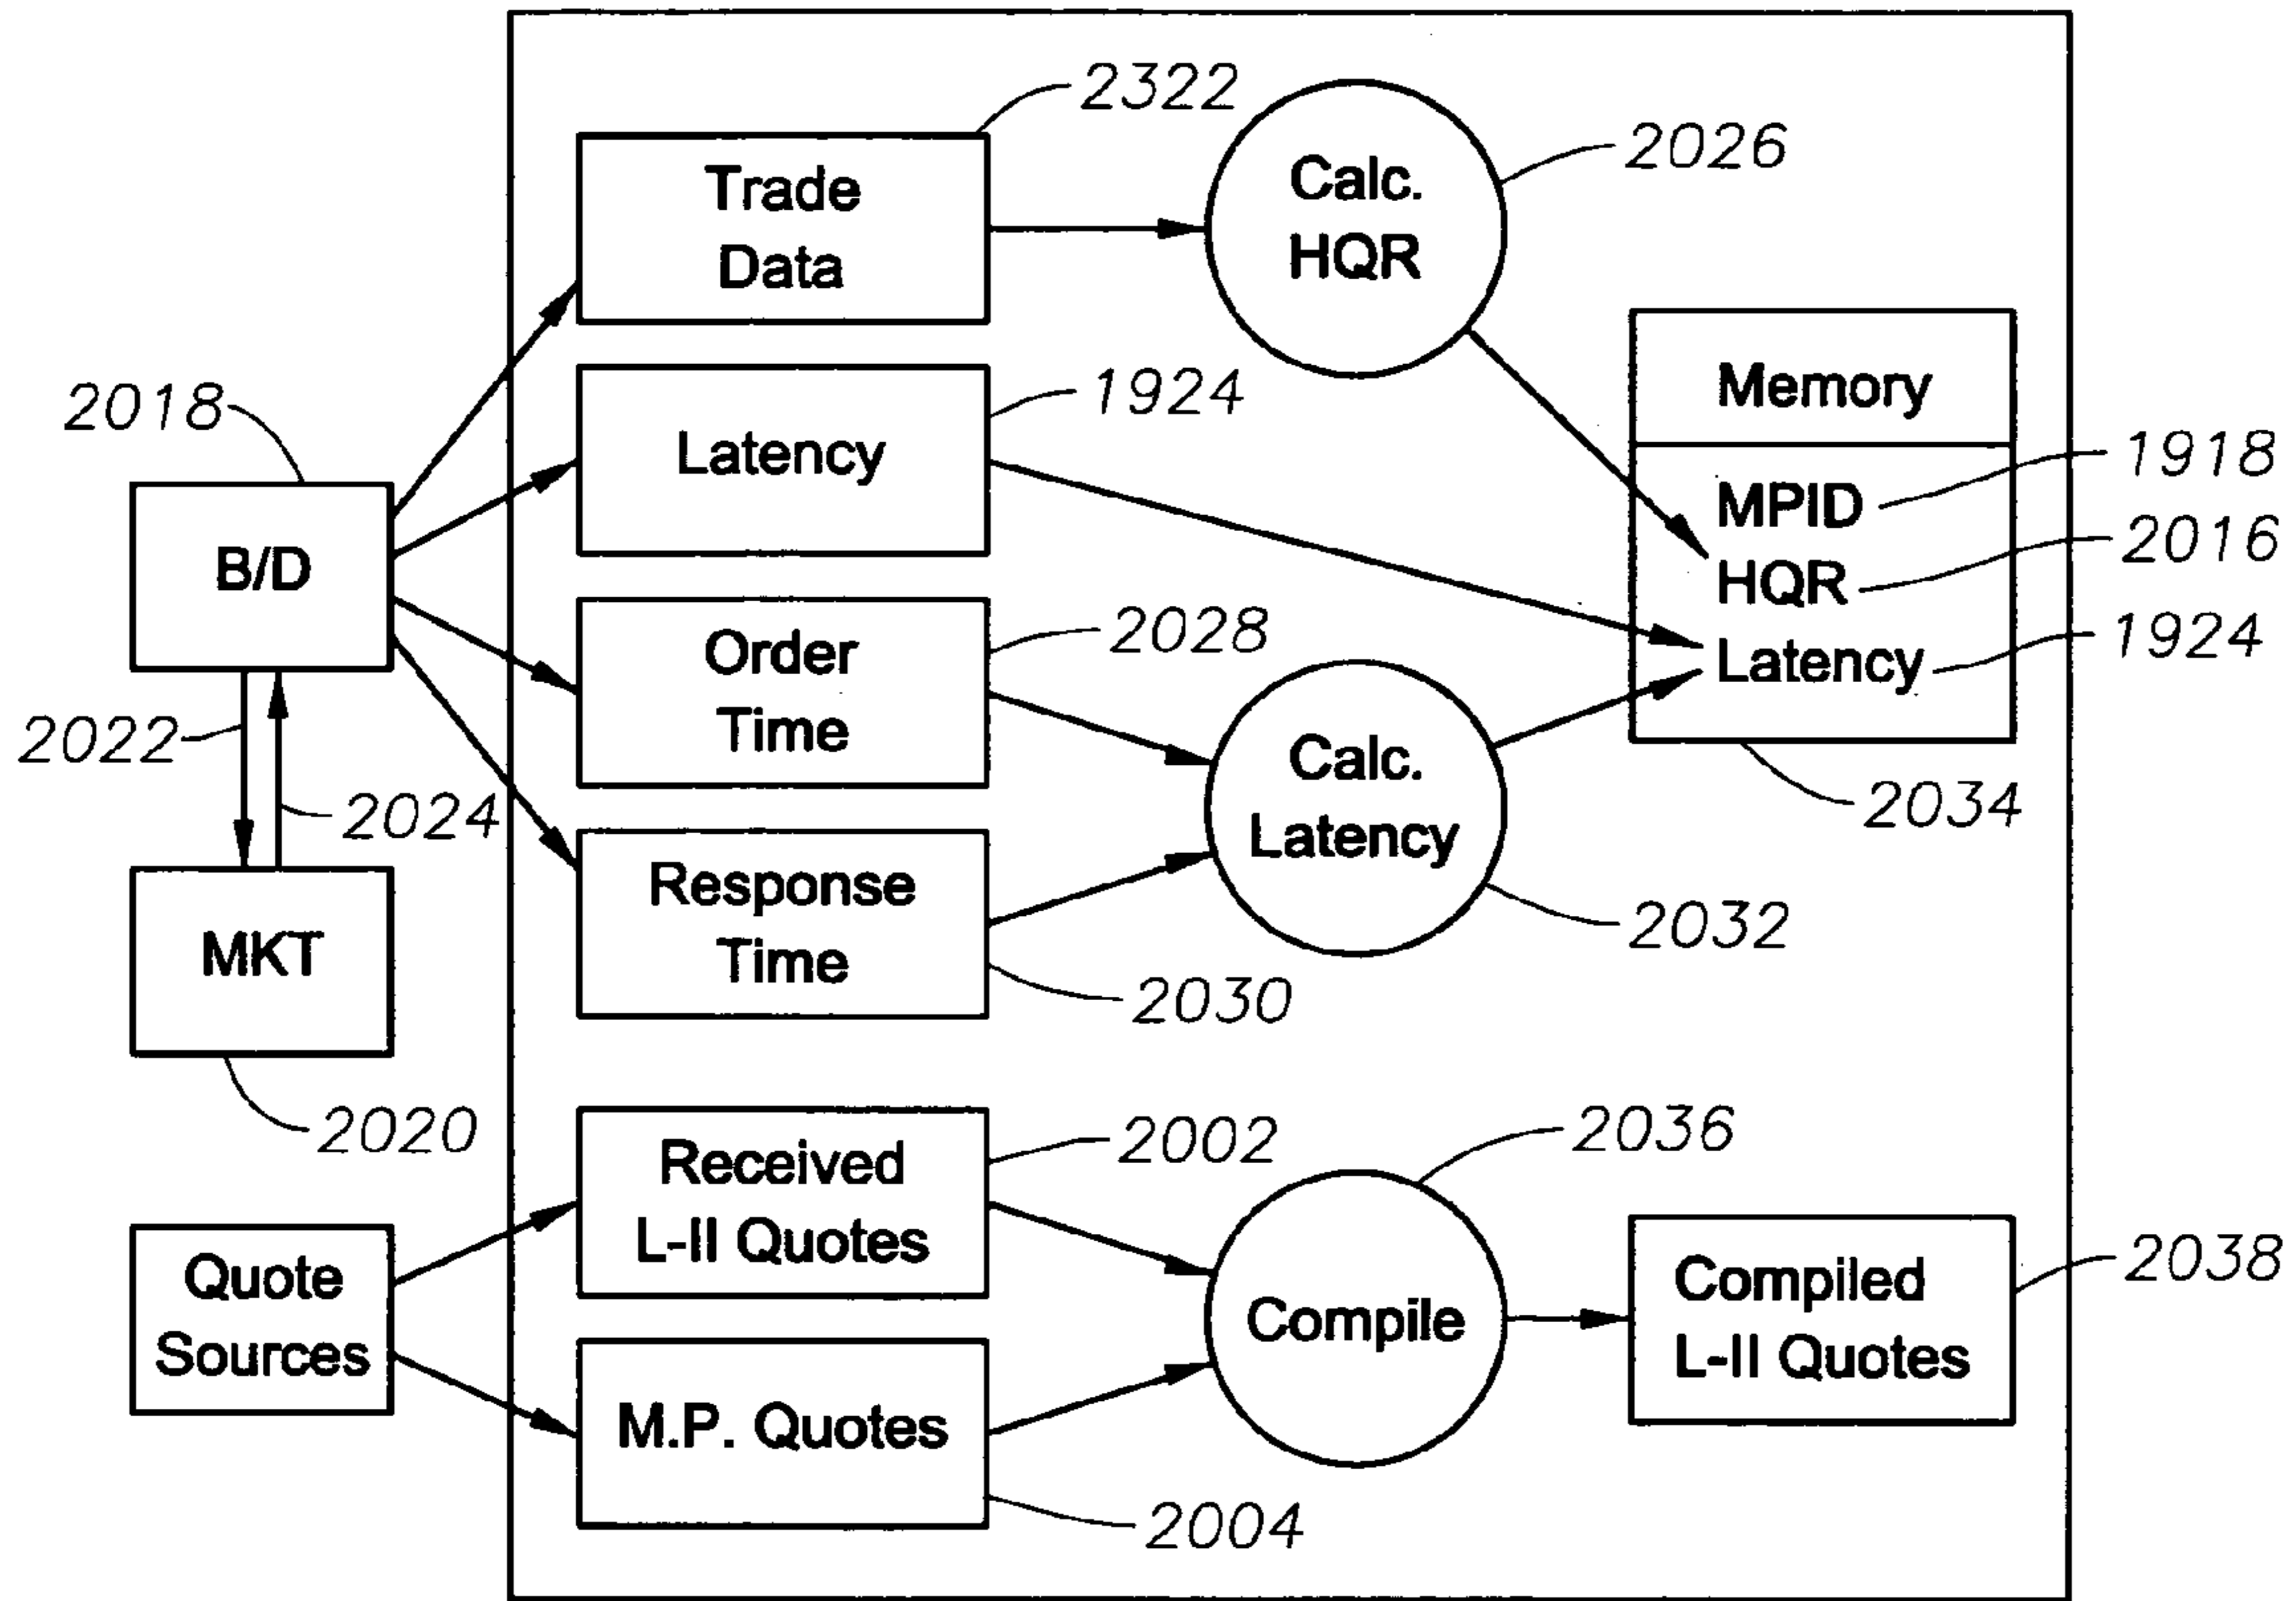 2322
Trade
Data
Calc.
HQR
2026
2018
Latency
1924
Memory
MPID
1918
HQR
2016
Latency
1924
2034
B/D
Order
Time
2028
2022
2024
Calc.
Latency
2032
MKT
2020
Response
Time
2030
Received
L-II Quotes
2002
2036
Quote
Sources
Compile
Compiled
L-II Quotes
2038
M.P. Quotes
2004